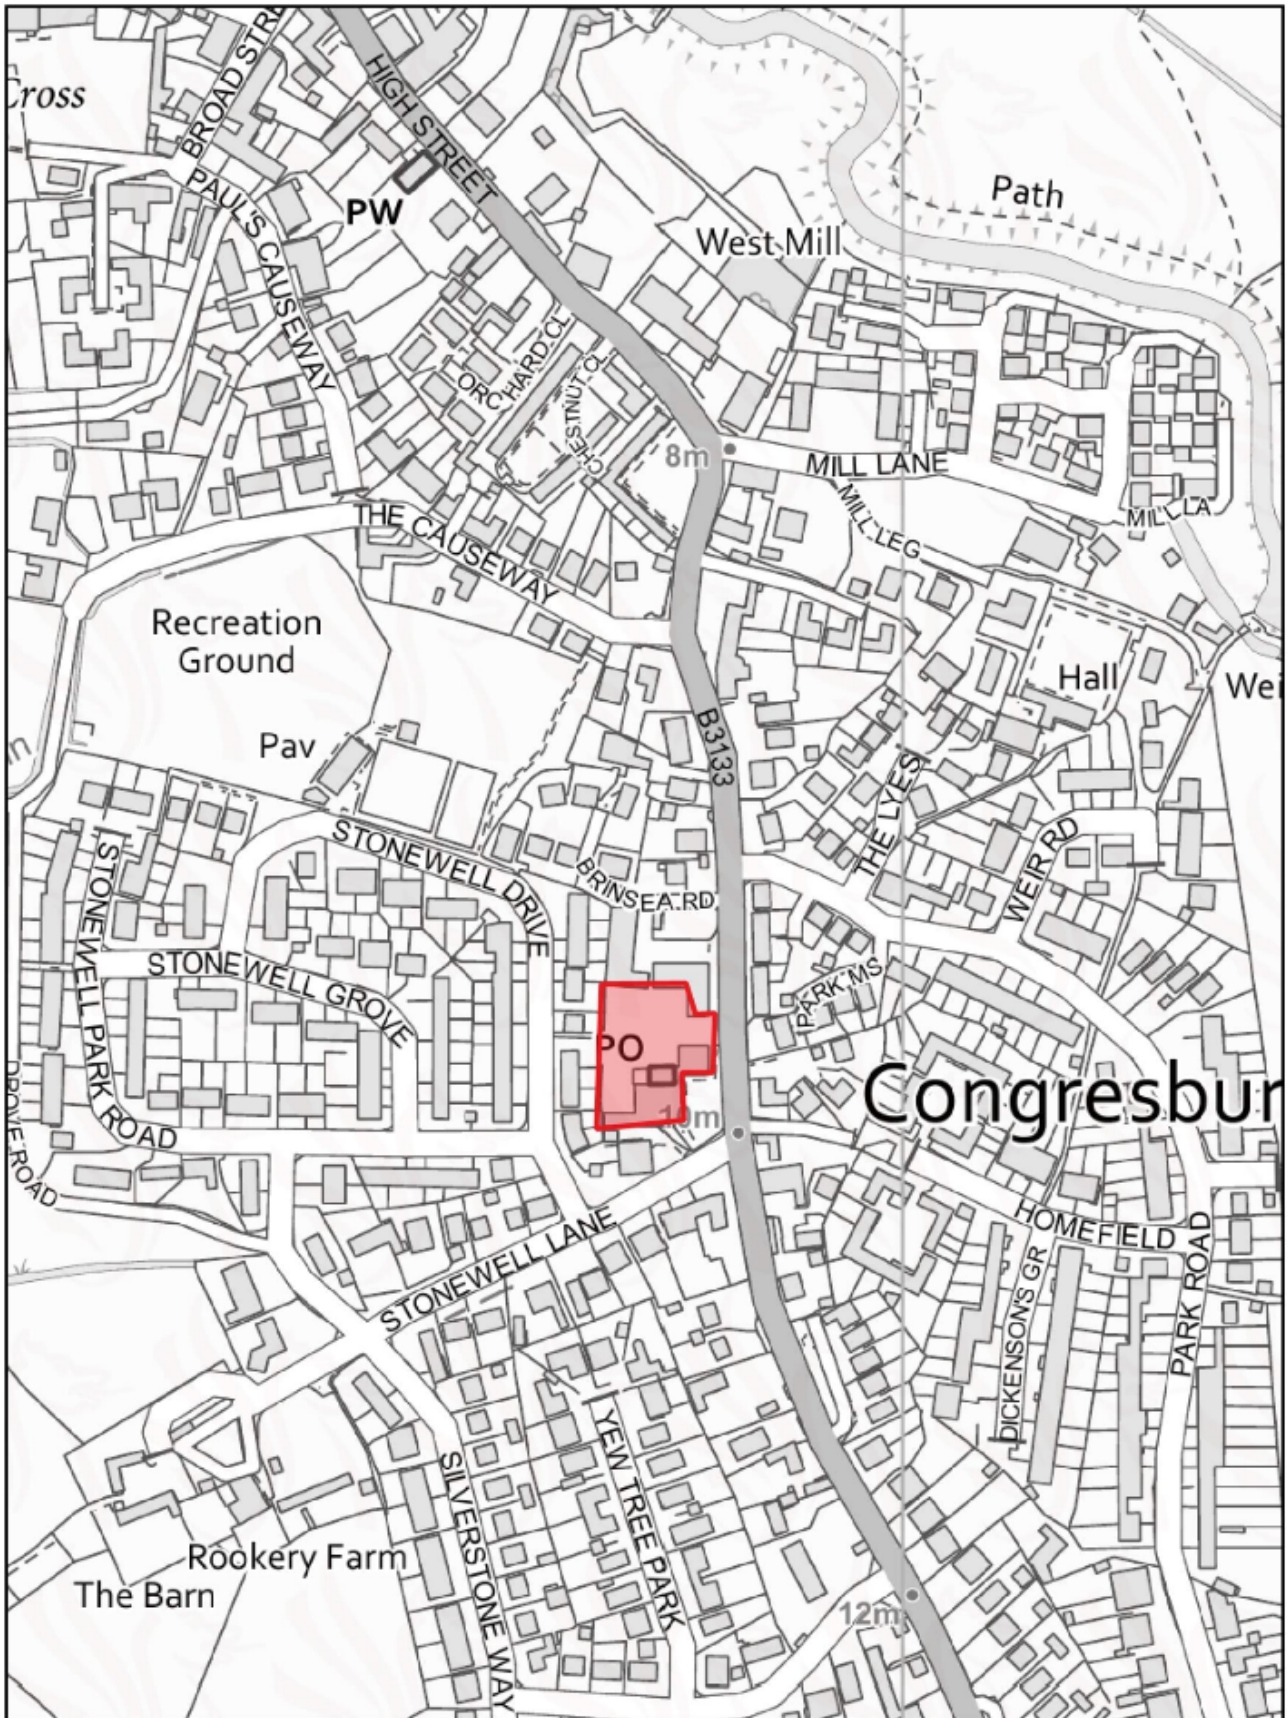 Cross
BROAD STRE
HIGH STREET
PW
PAUL'S CAUSEWAY
Path
West Mill
ORCHARD CL
CHESTNUT CL
8m
MILL LANE
MILL LEG
MILL LA
THE CAUSEWAY
Recreation
Ground
Hall
Wei
Pav
B3133
THE LYES
WEIR RD
STONEWELL DRIVE
BRINSEA RD
STONEWELL PARK ROAD
STONEWELL GROVE
PARK MS
PO
10m
Congresbur
DROVE ROAD
HOMEFIELD
STONEWELL LANE
DICKENSON'S GR
PARK ROAD
YEW TREE PARK
SILVERSTONE WAY
Rookery Farm
The Barn
12m